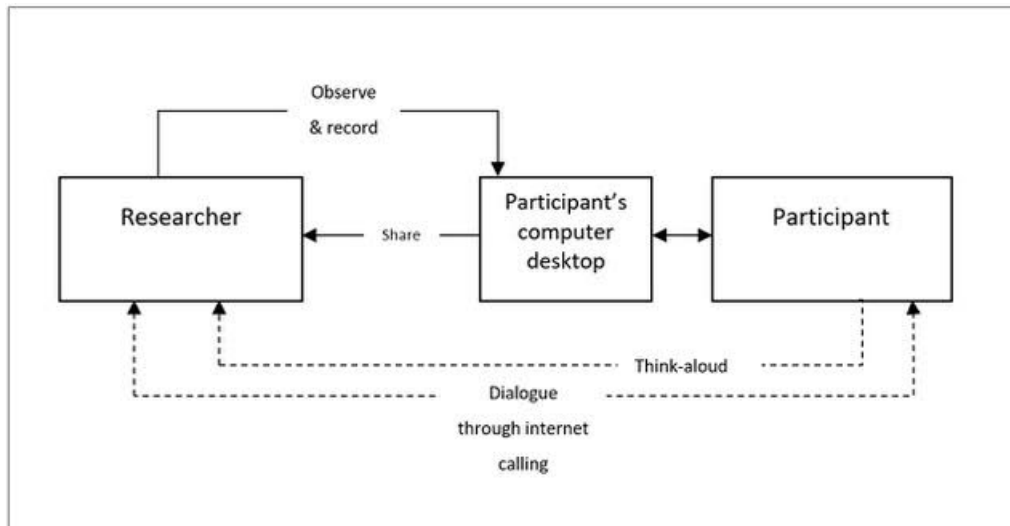 Observe
& record
Researcher
Share
Participant's
computer
desktop
Participant
Think-aloud
Dialogue
through internet
calling